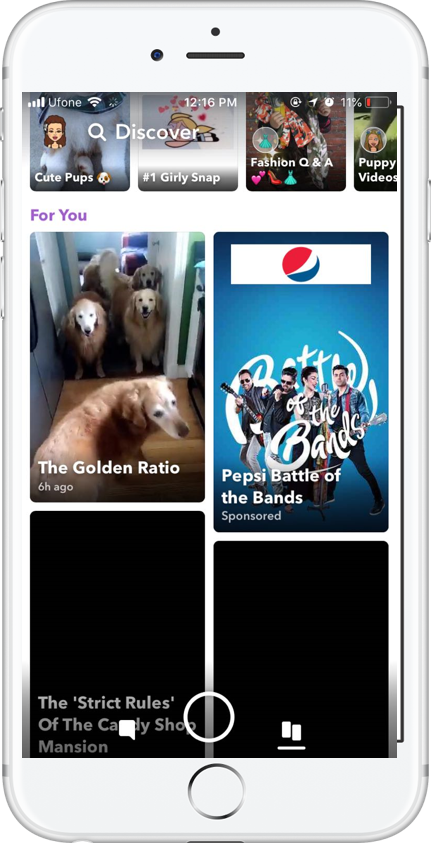 Ufone 12:16 PM 11%
Discover
Cute Pups 🐶
#1 Girly Snap
Fashion Q & A
💕💃👗
Puppy
Videos
For You
The Golden Ratio
6h ago
Battle
of the
Bands
Pepsi Battle of
the Bands
Sponsored
The 'Strict Rules'
Of The Candy Shop
Mansion